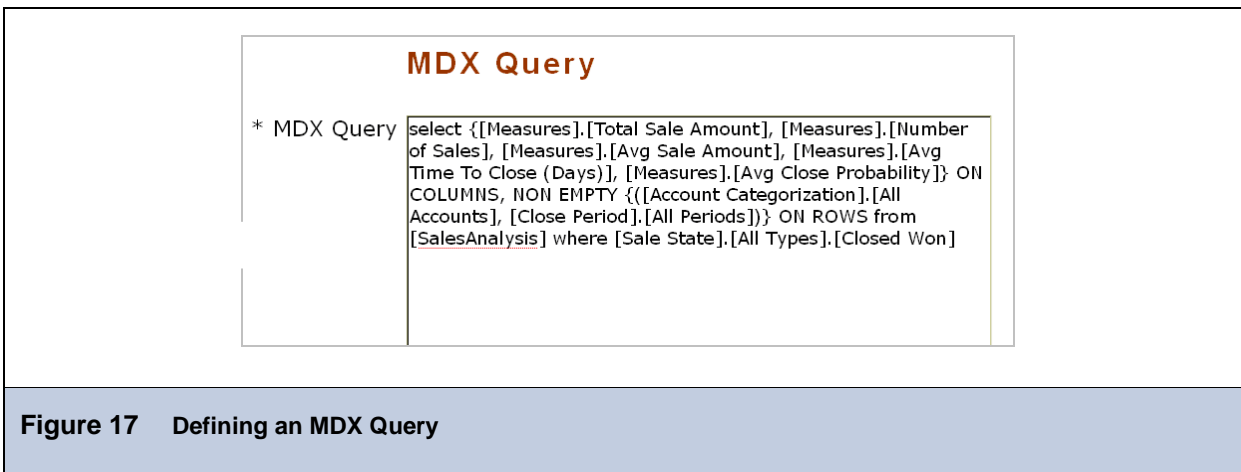 MDX Query
* MDX Query
select {[Measures].[Total Sale Amount], [Measures].[Number
of Sales], [Measures].[Avg Sale Amount], [Measures].[Avg
Time To Close (Days)], [Measures].[Avg Close Probability]} ON
COLUMNS, NON EMPTY {([Account Categorization].[All
Accounts], [Close Period].[All Periods])} ON ROWS from
[SalesAnalysis] where [Sale State].[All Types].[Closed Won]
Figure 17 Defining an MDX Query